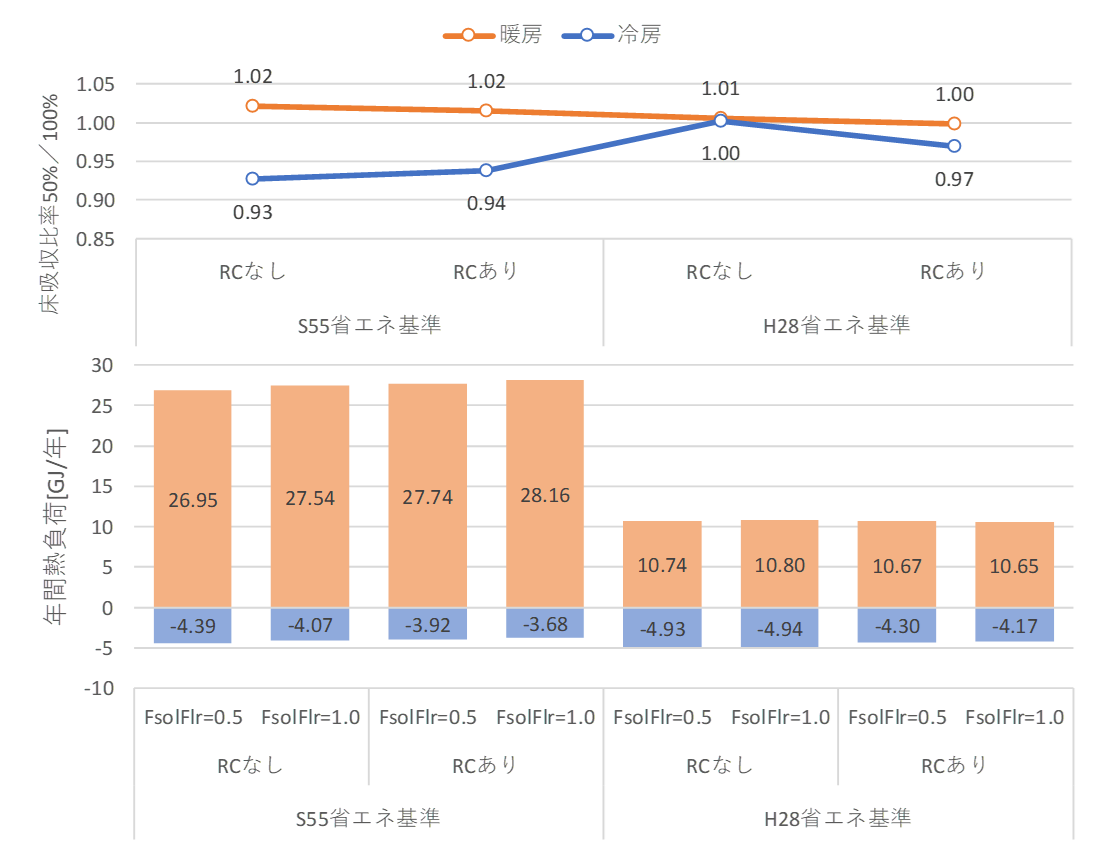 暖房 冷房
床吸収比率50%／100%
1.05
1.00
0.95
0.90
0.85
1.02 1.02 1.01 1.00
0.93 0.94 1.00 0.97
RCなし RCあり RCなし RCあり
S55省エネ基準 H28省エネ基準
年間熱負荷[GJ/年]
30
25
20
15
10
5
0
-5
-10
26.95 27.54 27.74 28.16 10.74 10.80 10.67 10.65
-4.39 -4.07 -3.92 -3.68 -4.93 -4.94 -4.30 -4.17
FsolFlr=0.5 FsolFlr=1.0 FsolFlr=0.5 FsolFlr=1.0 FsolFlr=0.5 FsolFlr=1.0 FsolFlr=0.5 FsolFlr=1.0
RCなし RCあり RCなし RCあり
S55省エネ基準 H28省エネ基準